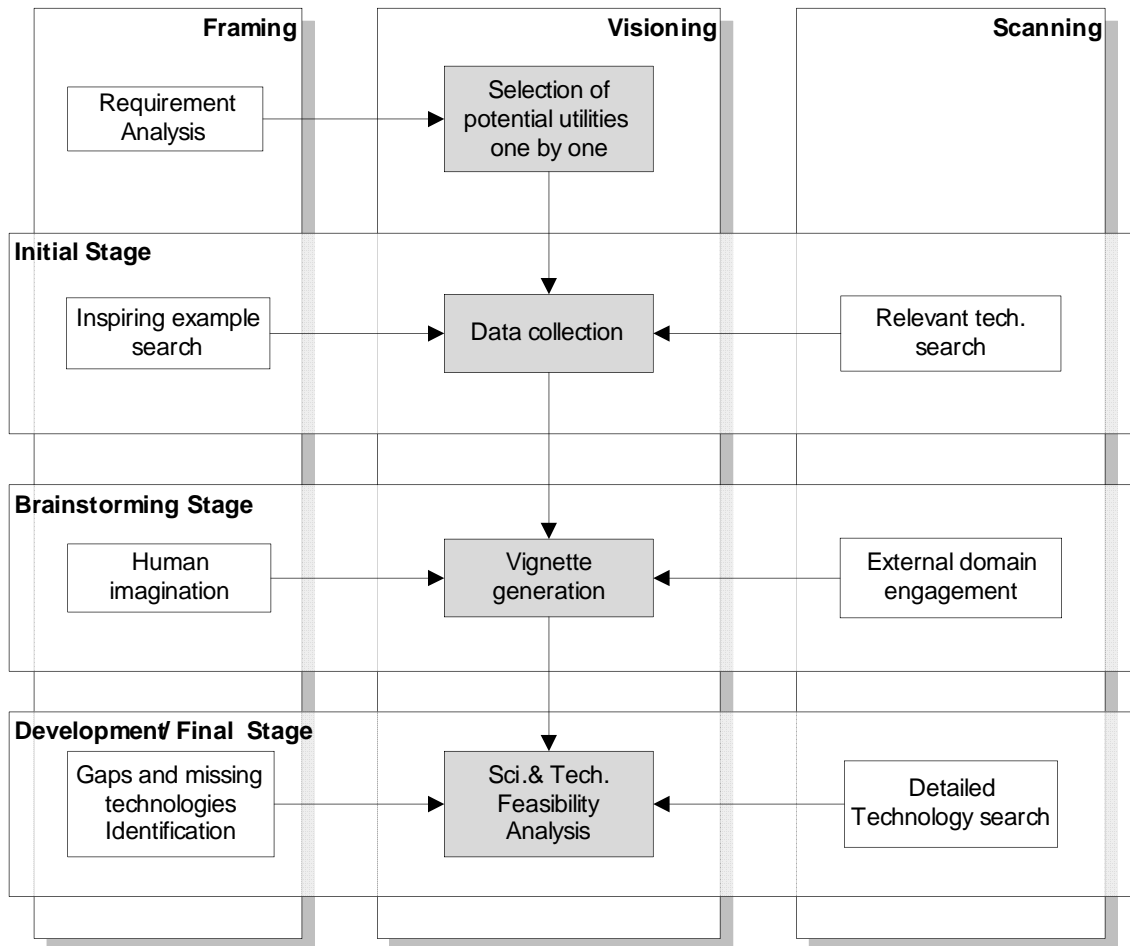 Framing
Visioning
Scanning
Requirement
Analysis
Selection of
potential utilities
one by one
Initial Stage
Inspiring example
search
Data collection
Relevant tech.
search
Brainstorming Stage
Human
imagination
Vignette
generation
External domain
engagement
Development/ Final Stage
Gaps and missing
technologies
Identification
Sci.& Tech.
Feasibility
Analysis
Detailed
Technology search